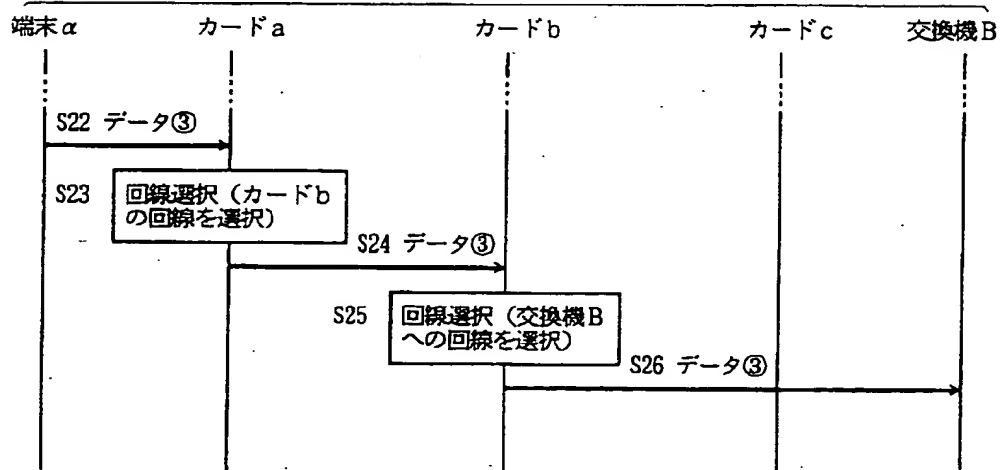 端末α カードa カードb カードc 交換機B
S22 データ③
S23 回線選択(カードb
の回線を選択)
S24 データ③
S25 回線選択(交換機B
への回線を選択)
S26 データ③